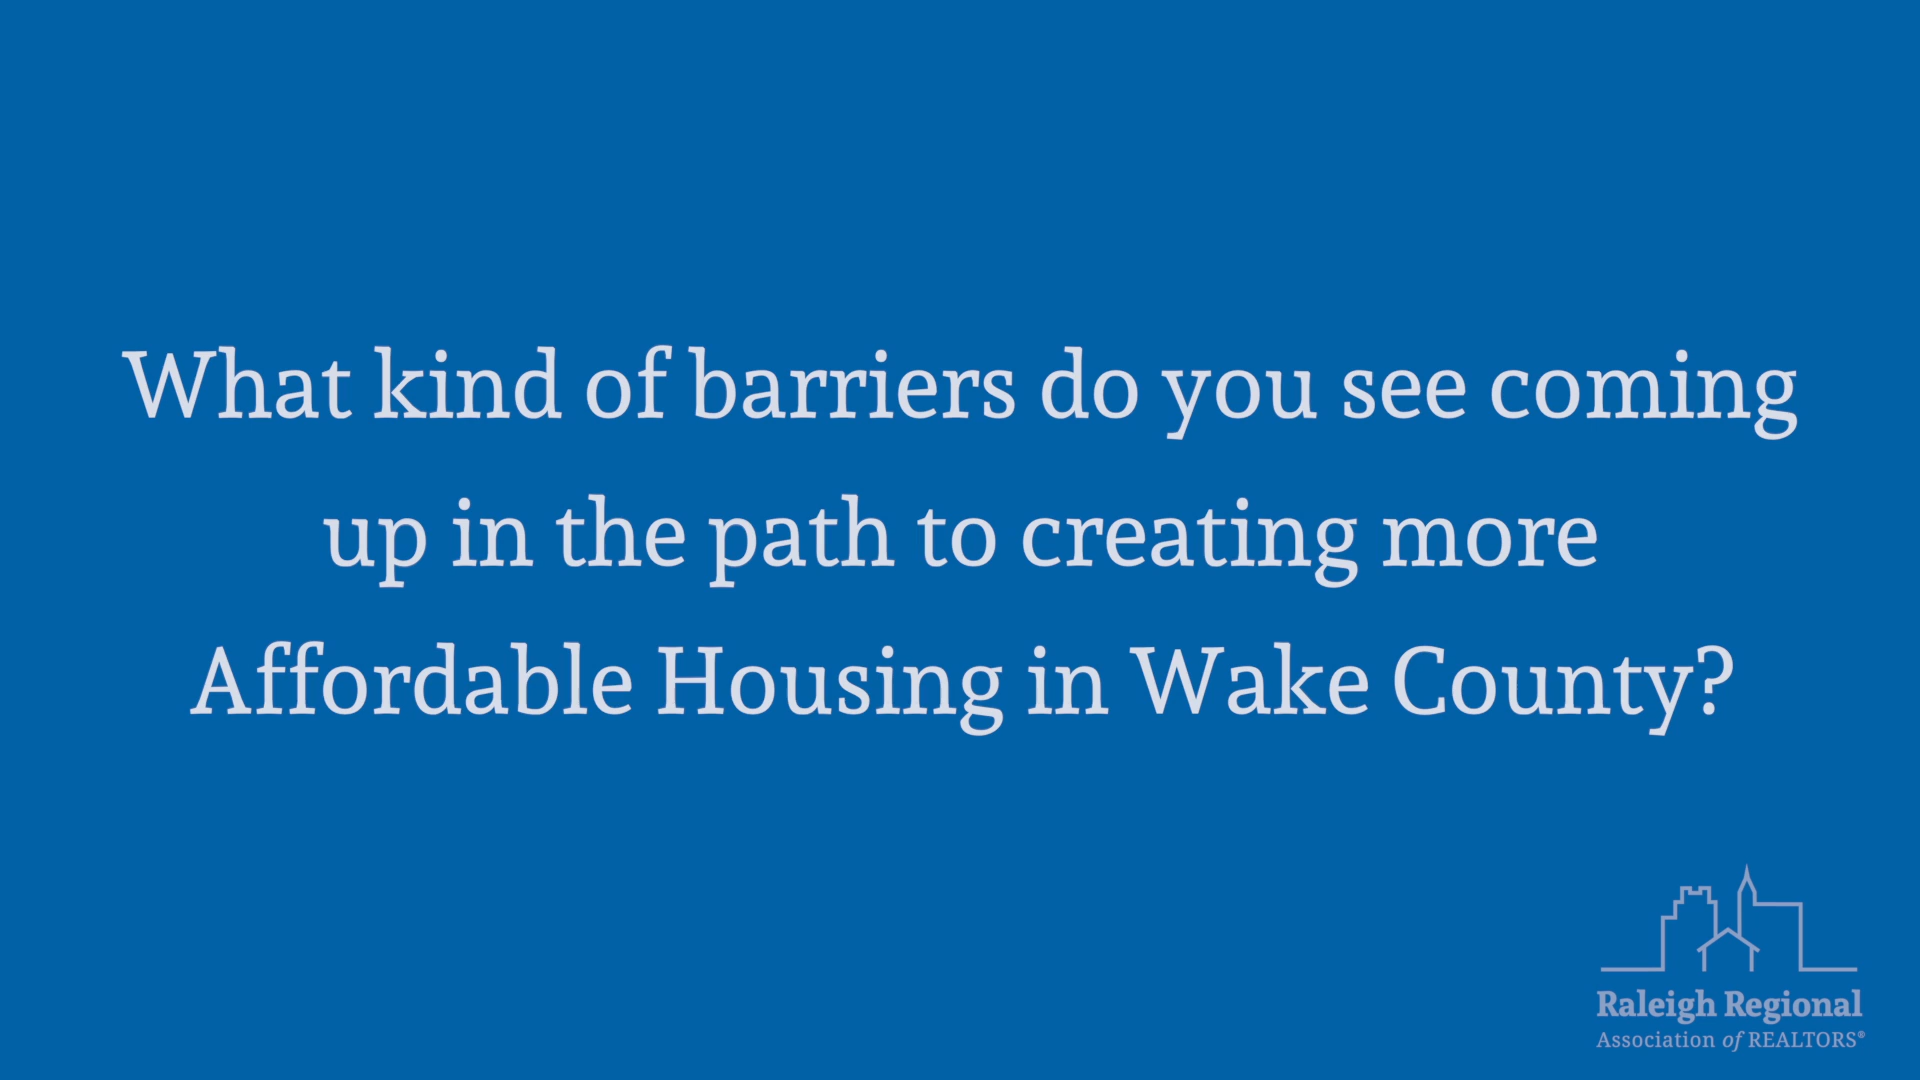 What kind of barriers do you see coming
up in the path to creating more
Affordable Housing in Wake County?
Raleigh Regional
Association of REALTORS®